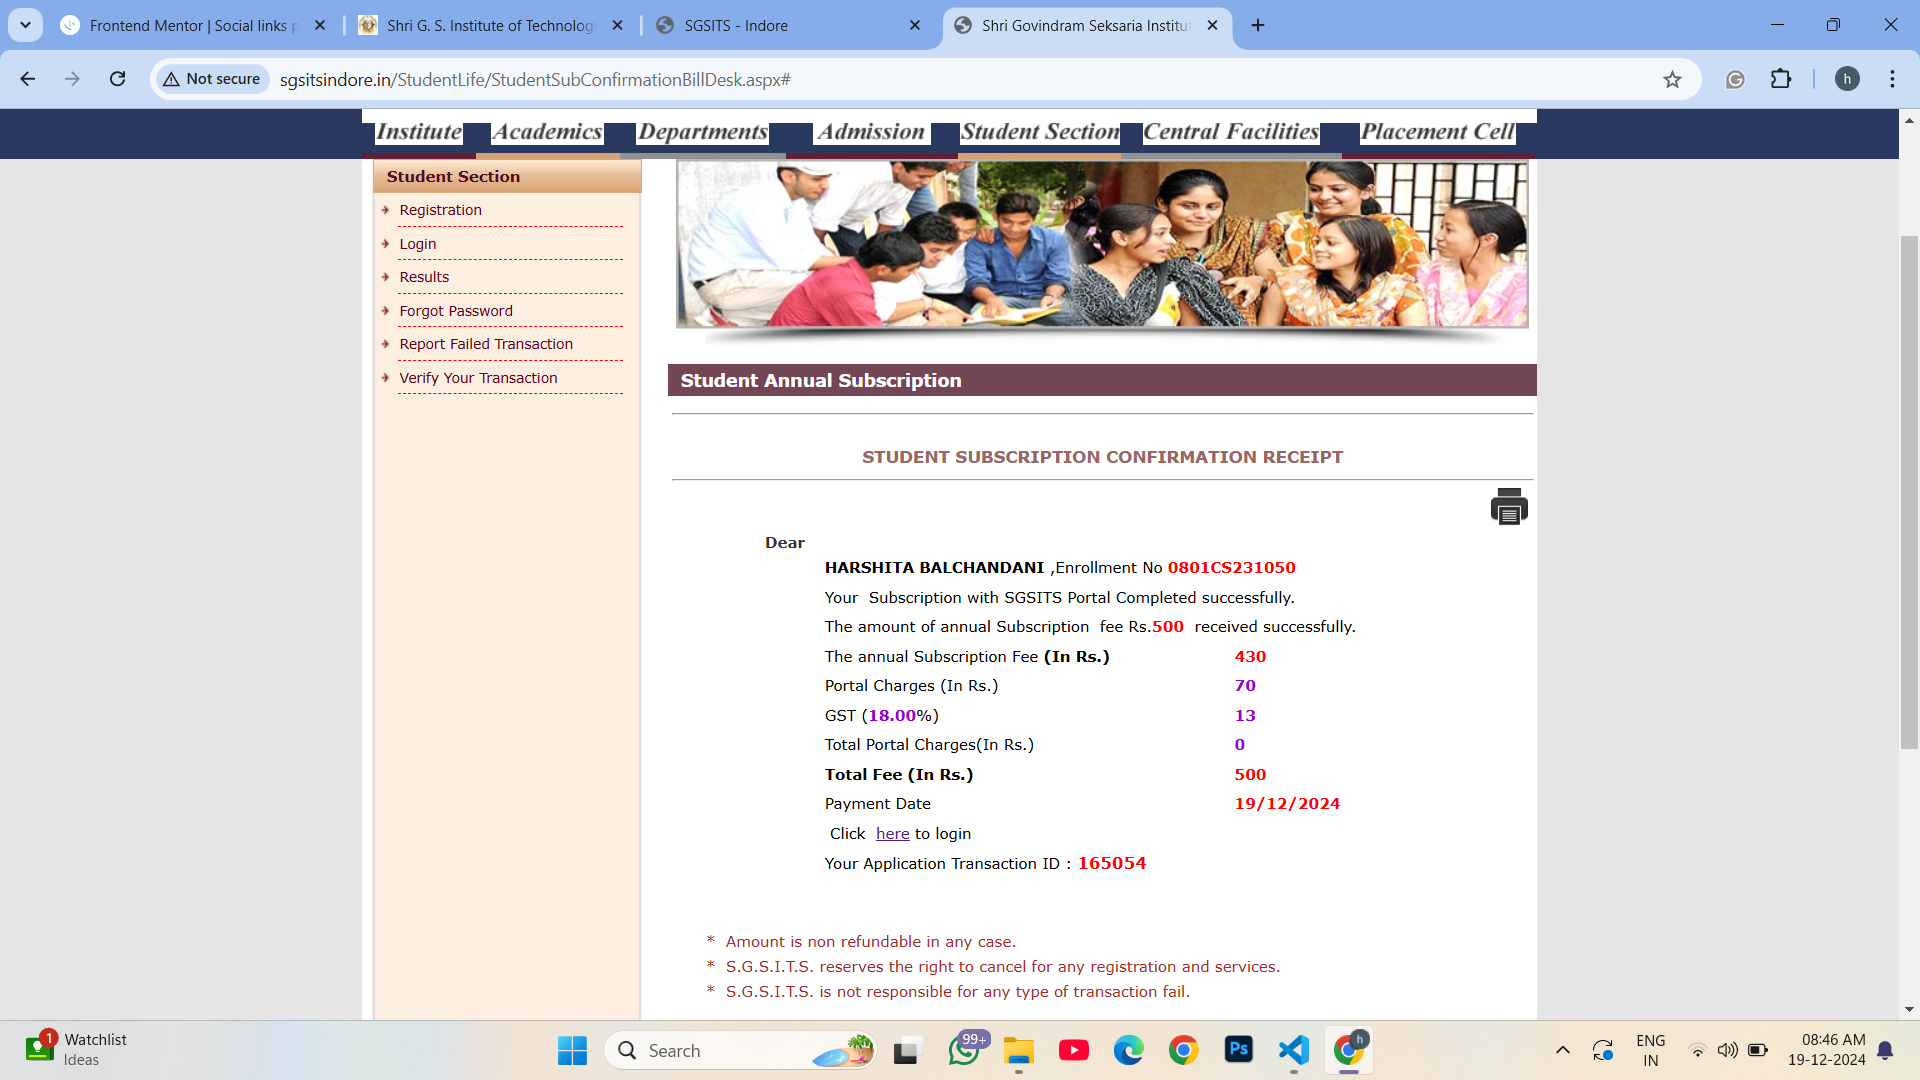 Frontend Mentor | Social links p
Shri G. S. Institute of Technolog
SGSITS - Indore
Shri Govindram Seksaria Institut
Not secure
sgsitsindore.in/StudentLife/StudentSubConfirmationBillDesk.aspx#
h
Institute Academics Departments Admission Student Section Central Facilities Placement Cell
Student Section
Registration
Login
Results
Forgot Password
Report Failed Transaction
Verify Your Transaction
Student Annual Subscription
STUDENT SUBSCRIPTION CONFIRMATION RECEIPT
Dear
HARSHITA BALCHANDANI ,Enrollment No 0801CS231050
Your Subscription with SGSITS Portal Completed successfully.
The amount of annual Subscription fee Rs.500 received successfully.
The annual Subscription Fee (In Rs.) 430
Portal Charges (In Rs.) 70
GST (18.00%) 13
Total Portal Charges(In Rs.) 0
Total Fee (In Rs.) 500
Payment Date 19/12/2024
Click here to login
Your Application Transaction ID : 165054
* Amount is non refundable in any case.
* S.G.S.I.T.S. reserves the right to cancel for any registration and services.
* S.G.S.I.T.S. is not responsible for any type of transaction fail.
1
Watchlist
Ideas
Search
99+
Ps
h
ENG
IN
08:46 AM
19-12-2024